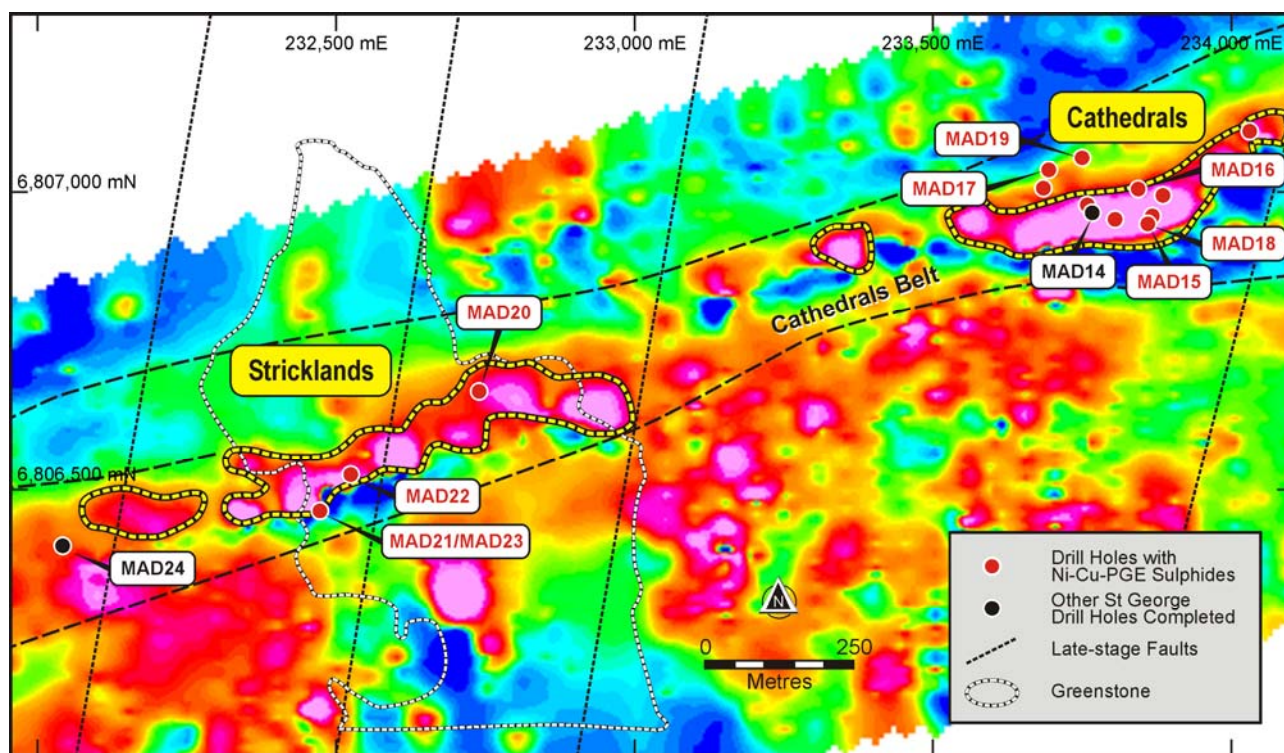 232,500 mE
233,000 mE
233,500 mE
234,000 mE
Cathedrals
MAD19
6,807,000 mN
MAD17
MAD16
MAD18
MAD14
MAD15
Cathedrals Belt
MAD20
Stricklands
6,806,500 mN
MAD22
MAD21/MAD23
MAD24
N
0 250
Metres
Drill Holes with
Ni-Cu-PGE Sulphides
Other St George
Drill Holes Completed
Late-stage Faults
Greenstone